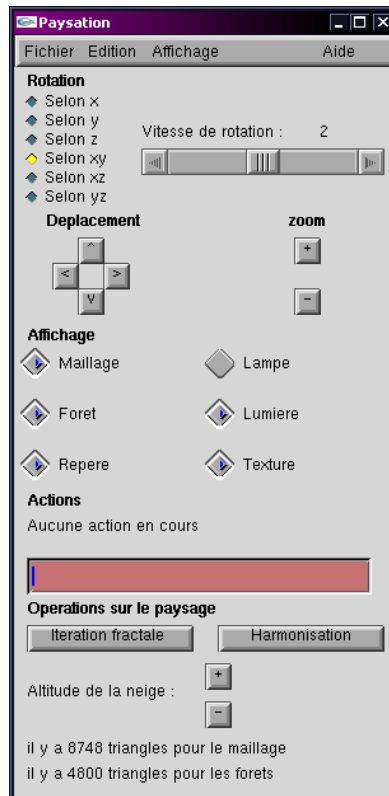 Paysation
Fichier Edition Affichage Aide
Rotation
Selon x
Selon y
Selon z
Selon xy
Selon xz
Selon yz
Vitesse de rotation : 2
Deplacement
zoom
^
< >
V
+
-
Affichage
Maillage Lampe
Foret Lumiere
Repere Texture
Actions
Aucune action en cours
Operations sur le paysage
Iteration fractale Harmonisation
Altitude de la neige :
+
-
il y a 8748 triangles pour le maillage
il y a 4800 triangles pour les forets